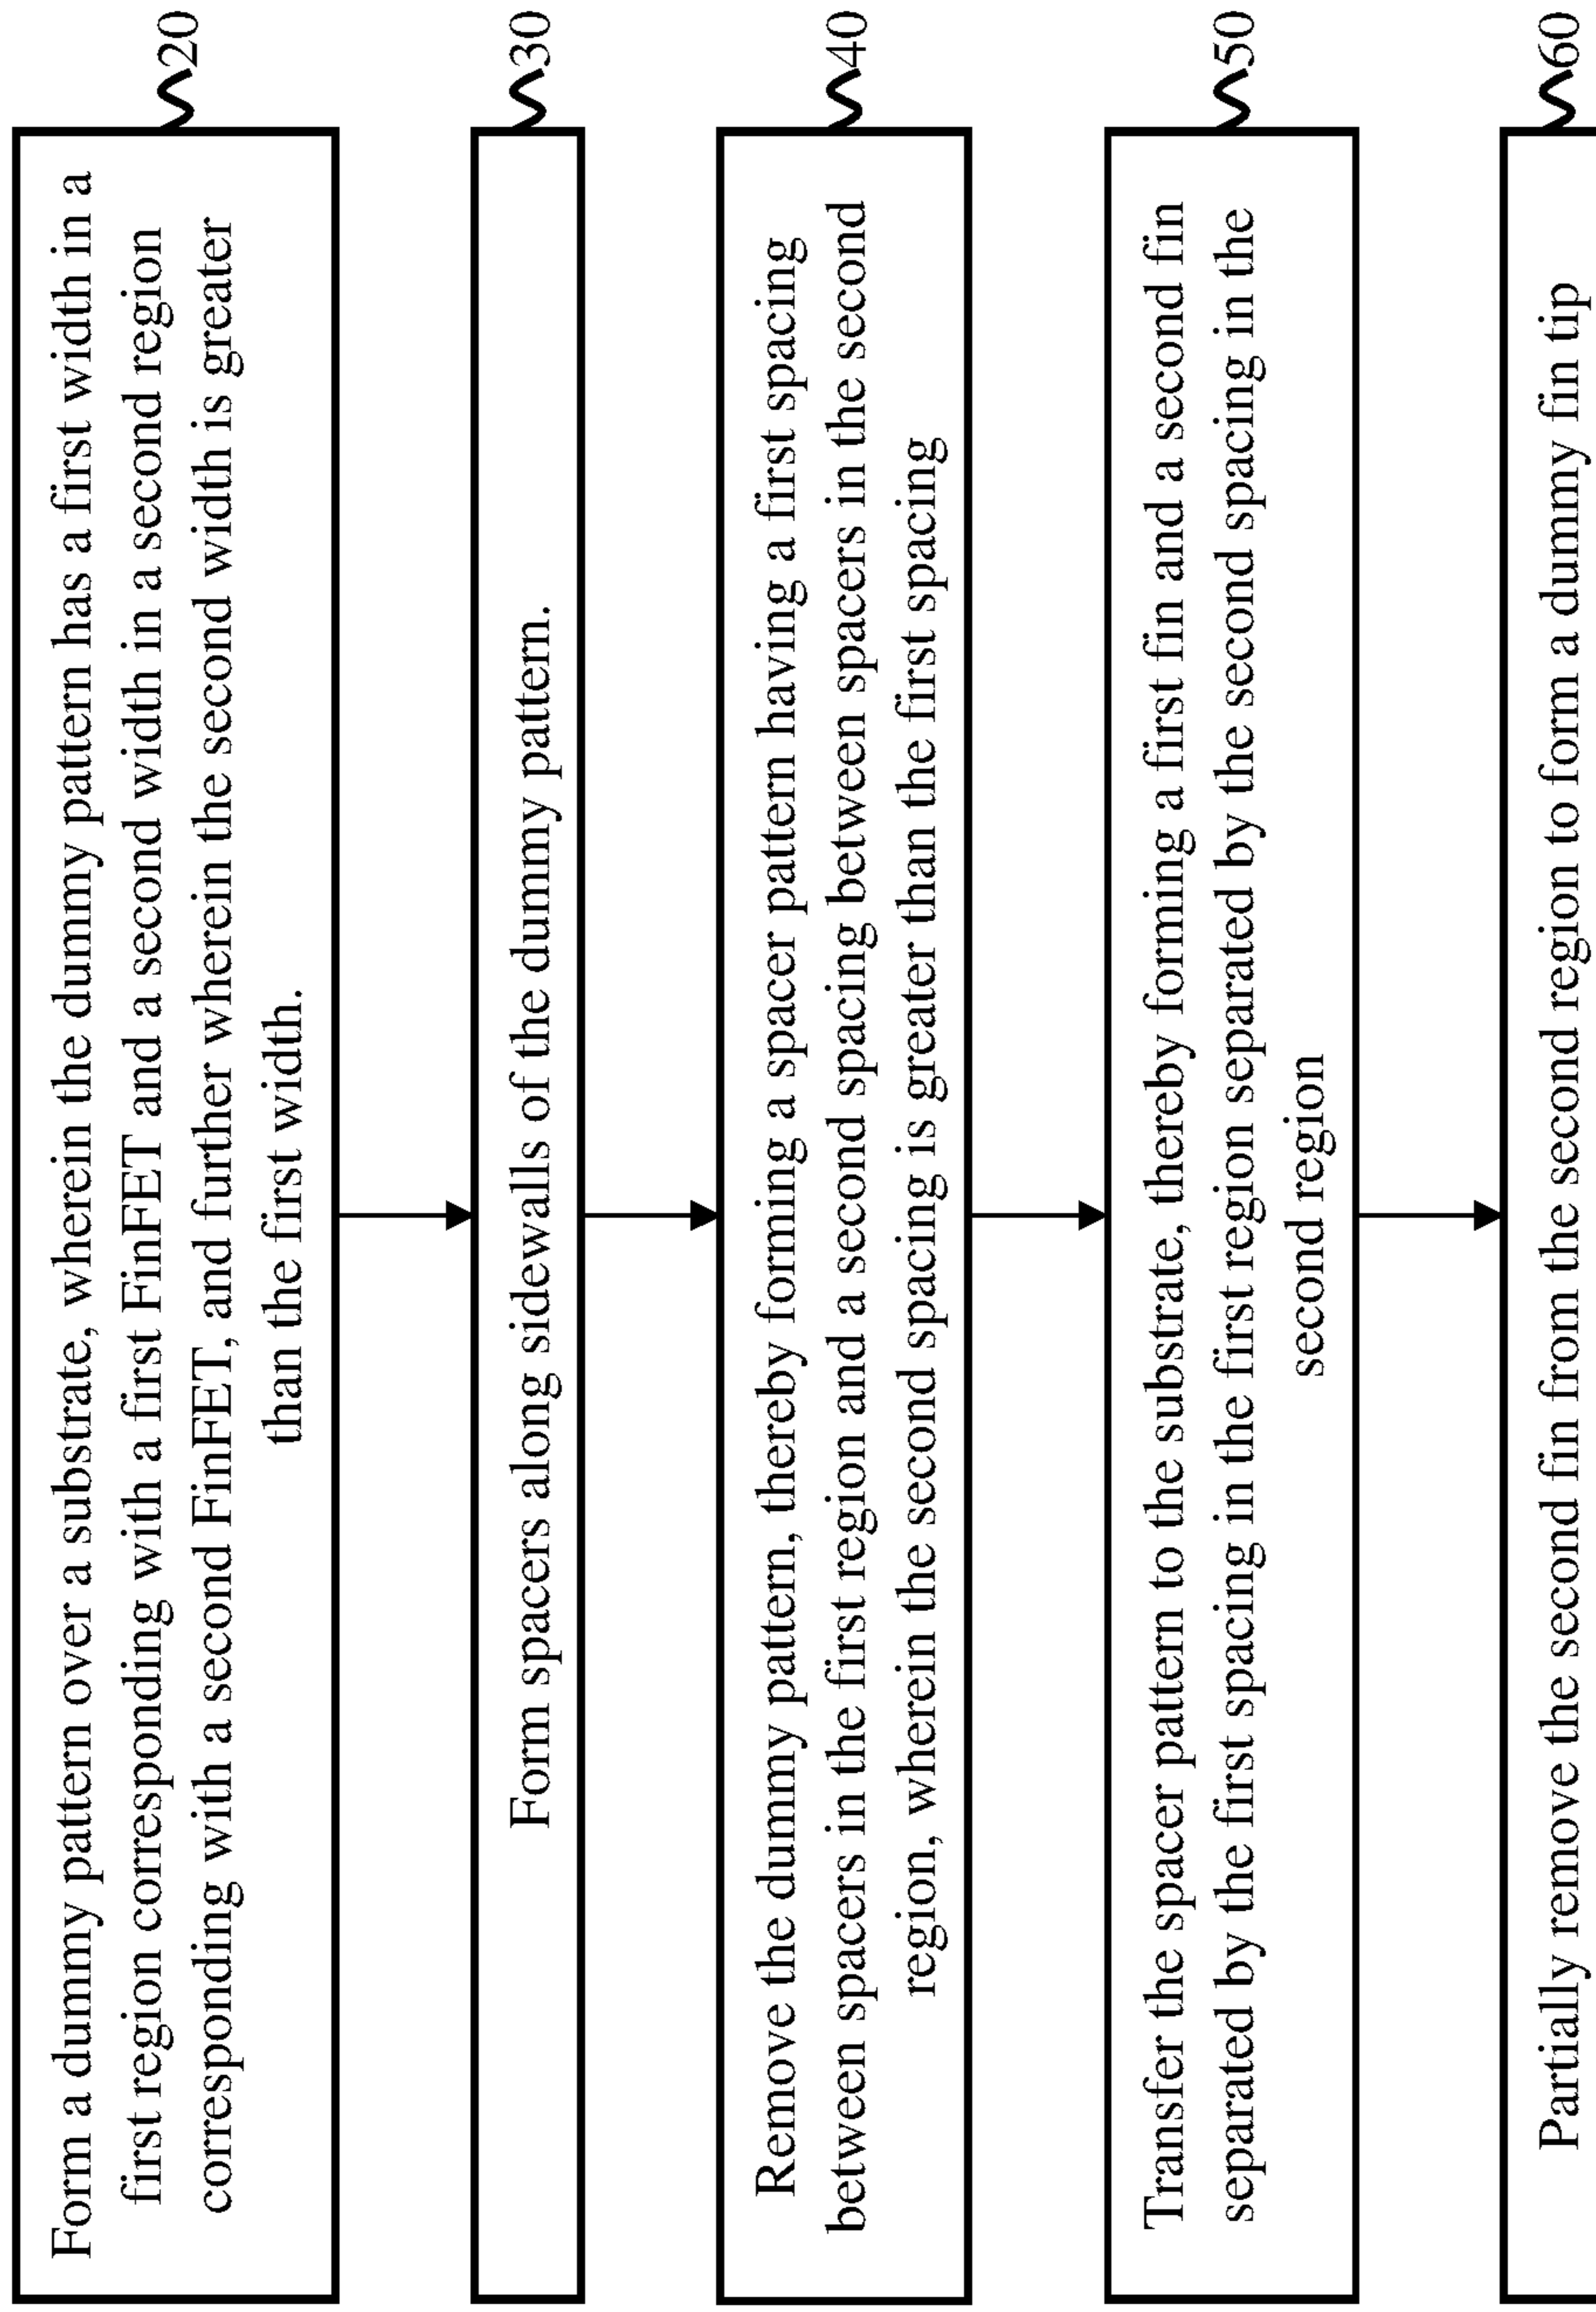 Form a dummy pattern over a substrate, wherein the dummy pattern has a first width in a
first region corresponding with a first FinFET and a second width in a second region
corresponding with a second FinFET, and further wherein the second width is greater
than the first width.
20
Form spacers along sidewalls of the dummy pattern.
30
Remove the dummy pattern, thereby forming a spacer pattern having a first spacing
between spacers in the first region and a second spacing between spacers in the second
region, wherein the second spacing is greater than the first spacing
40
Transfer the spacer pattern to the substrate, thereby forming a first fin and a second fin
separated by the first spacing in the first region separated by the second spacing in the
second region
50
Partially remove the second fin from the second region to form a dummy fin tip
60